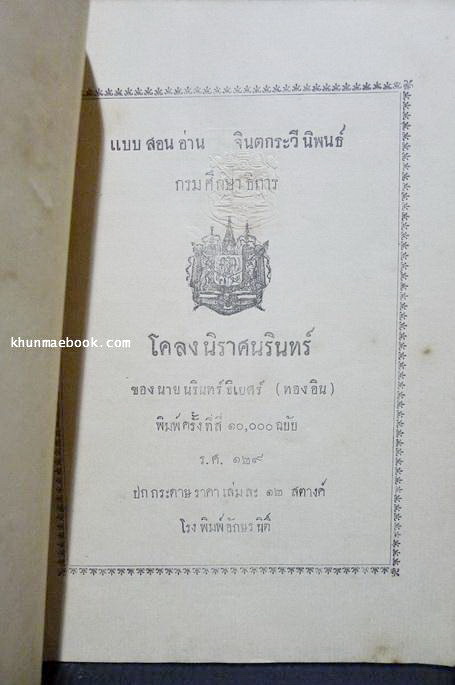 แบบ สอน อ่าน จินตกระวี นิพนธ์
กรม ศึกษา ธิการ
khunmaebook.com
โคลง นิราศนรินทร์
ของ นาย นรินทร์ ธิเบศร์ (ทอง อิน)
พิมพ์ ครั้ง ที่ สี่ ๑๐,๐๐๐ ฉบับ
ร.ศ. ๑๒๙
ปก กระดาษ ราคา เล่ม ละ ๑๒ สตางค์
โรง พิมพ์ อักษร นิติ์